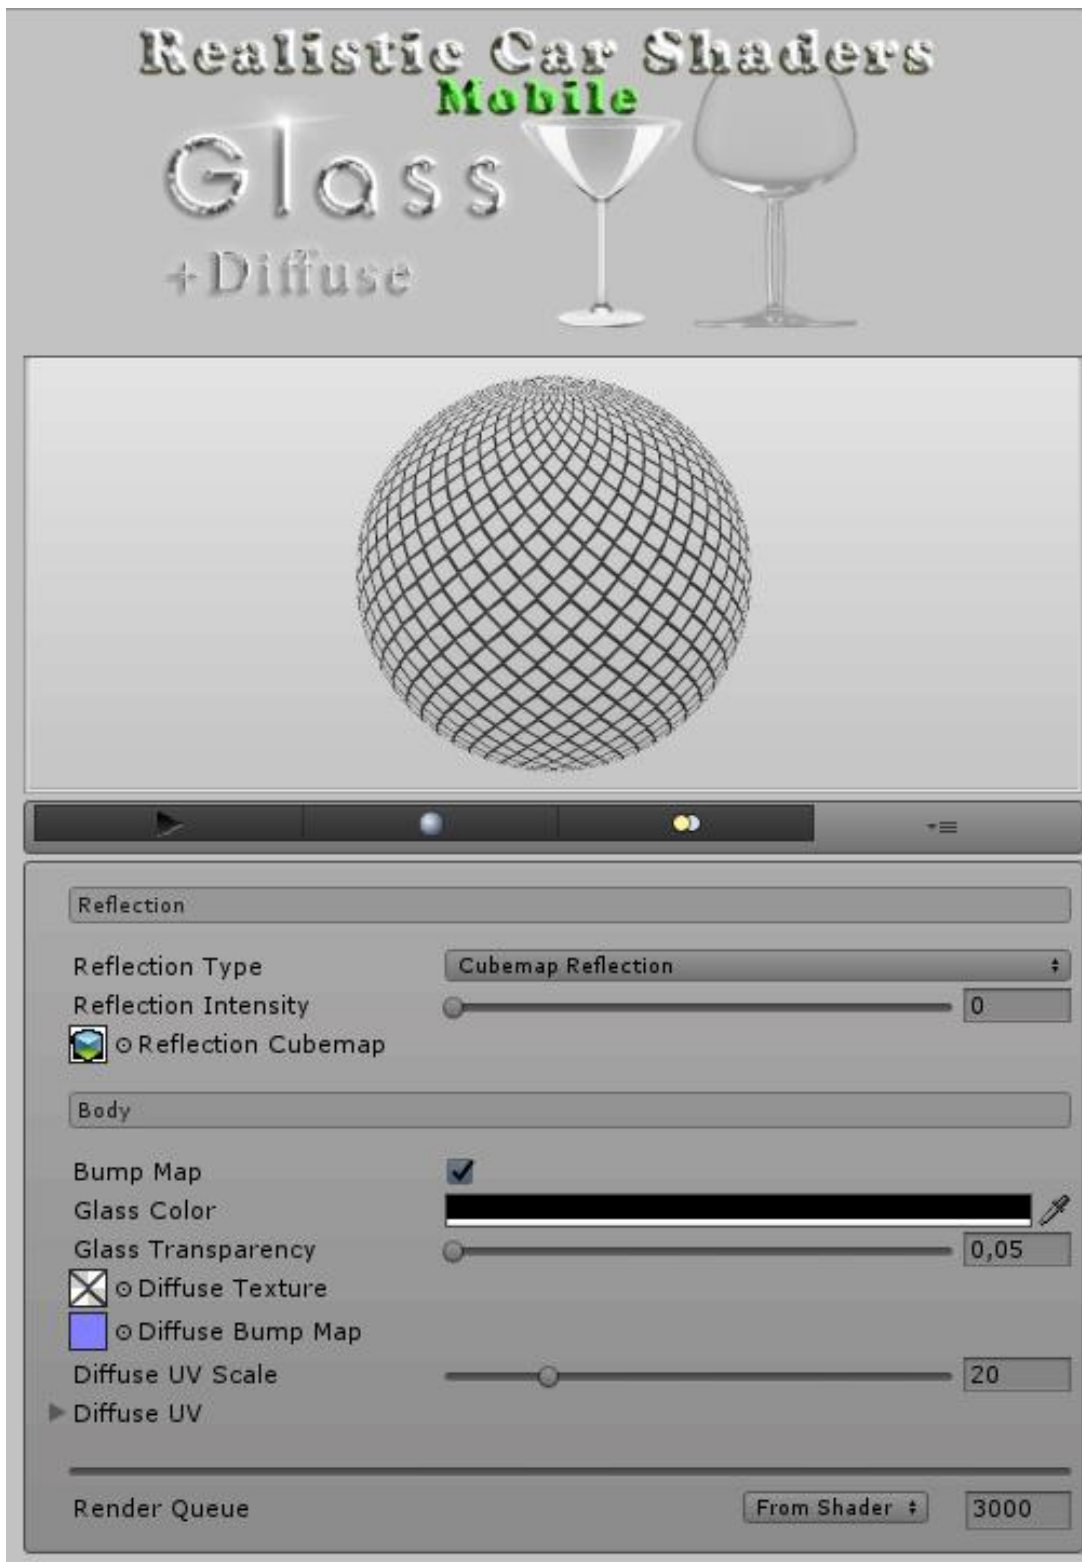 Realistic Car Shaders
Mobile
Glass
+Diffuse
Reflection
Reflection Type Cubemap Reflection
Reflection Intensity 0
Reflection Cubemap
Body
Bump Map
Glass Color
Glass Transparency 0,05
Diffuse Texture
Diffuse Bump Map
Diffuse UV Scale 20
Diffuse UV
Render Queue From Shader 3000